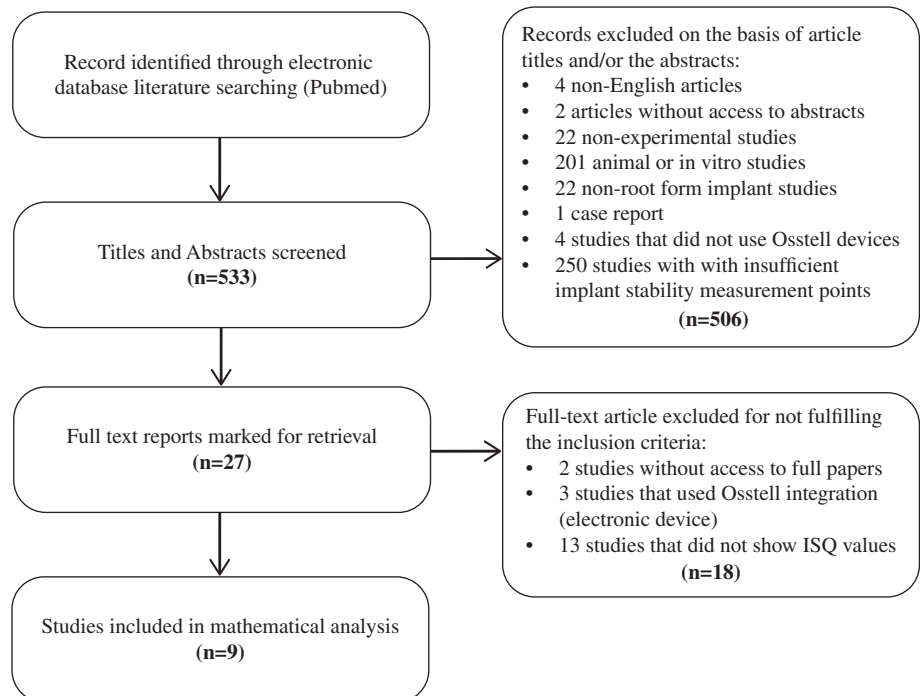 Record identified through electronic
database literature searching (Pubmed)
Titles and Abstracts screened
(n=533)
Full text reports marked for retrieval
(n=27)
Studies included in mathematical analysis
(n=9)
Records excluded on the basis of article
titles and/or the abstracts:
• 4 non-English articles
• 2 articles without access to abstracts
• 22 non-experimental studies
• 201 animal or in vitro studies
• 22 non-root form implant studies
• 1 case report
• 4 studies that did not use Osstell devices
• 250 studies with with insufficient
implant stability measurement points
(n=506)
Full-text article excluded for not fulfilling
the inclusion criteria:
• 2 studies without access to full papers
• 3 studies that used Osstell integration
(electronic device)
• 13 studies that did not show ISQ values
(n=18)